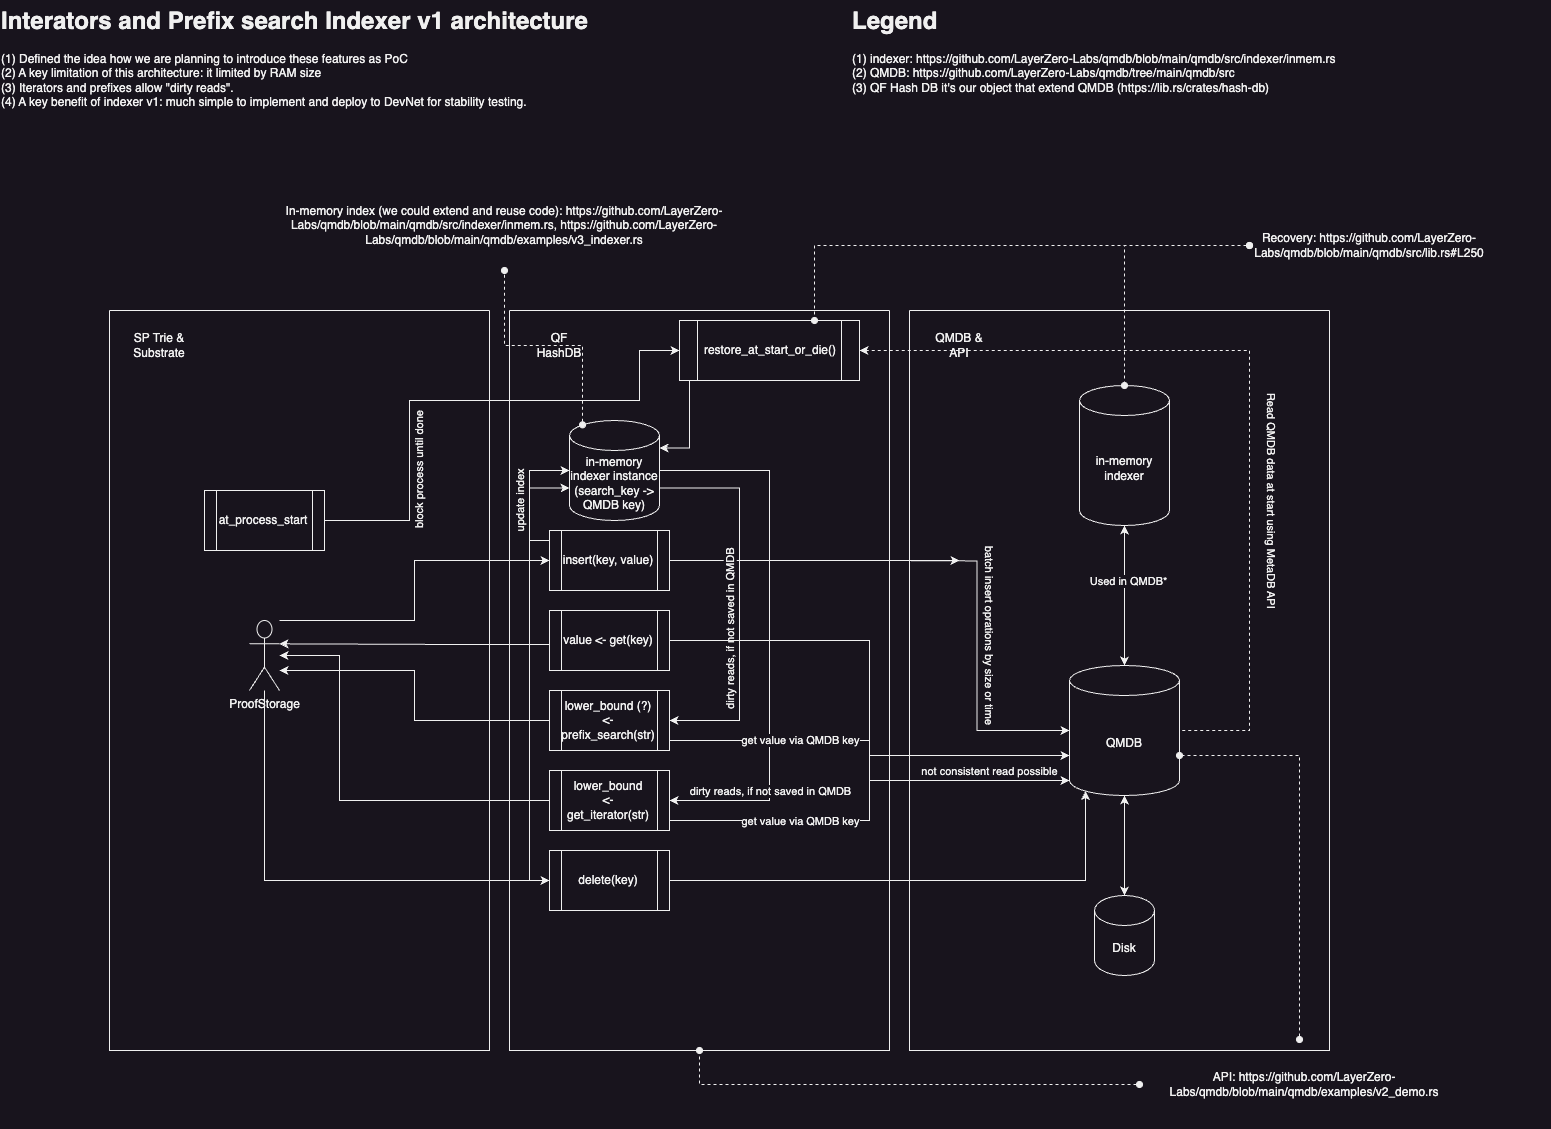 Interators and Prefix search Indexer v1 architecture
(1) Defined the idea how we are planning to introduce these features as PoC
(2) A key limitation of this architecture: it limited by RAM size
(3) Iterators and prefixes allow "dirty reads".
(4) A key benefit of indexer v1: much simple to implement and deploy to DevNet for stability testing.
Legend
(1) indexer: https://github.com/LayerZero-Labs/qmdb/blob/main/qmdb/src/indexer/inmem.rs
(2) QMDB: https://github.com/LayerZero-Labs/qmdb/tree/main/qmdb/src
(3) QF Hash DB it's our object that extend QMDB (https://lib.rs/crates/hash-db)
In-memory index (we could extend and reuse code): https://github.com/LayerZero-
Labs/qmdb/blob/main/qmdb/src/indexer/inmem.rs, https://github.com/LayerZero-
Labs/qmdb/blob/main/qmdb/examples/v3_indexer.rs
Recovery: https://github.com/LayerZero-
Labs/qmdb/blob/main/qmdb/src/lib.rs#L250
SP Trie &
Substrate
QF
HashDB
restore_at_start_or_die()
QMDB &
API
block process until done
at_process_start
update index
in-memory
indexer instance
(search_key ->
QMDB key)
in-memory
indexer
Read QMDB data at start using MetaDB API
insert(key, value)
dirty reads, if not saved in QMDB
batch insert oprations by size or time
Used in QMDB*
value <- get(key)
ProofStorage
lower_bound (?)
<-
prefix_search(str)
get value via QMDB key
QMDB
not consistent read possible
lower_bound
<-
get_iterator(str)
dirty reads, if not saved in QMDB
get value via QMDB key
delete(key)
Disk
API: https://github.com/LayerZero-
Labs/qmdb/blob/main/qmdb/examples/v2_demo.rs